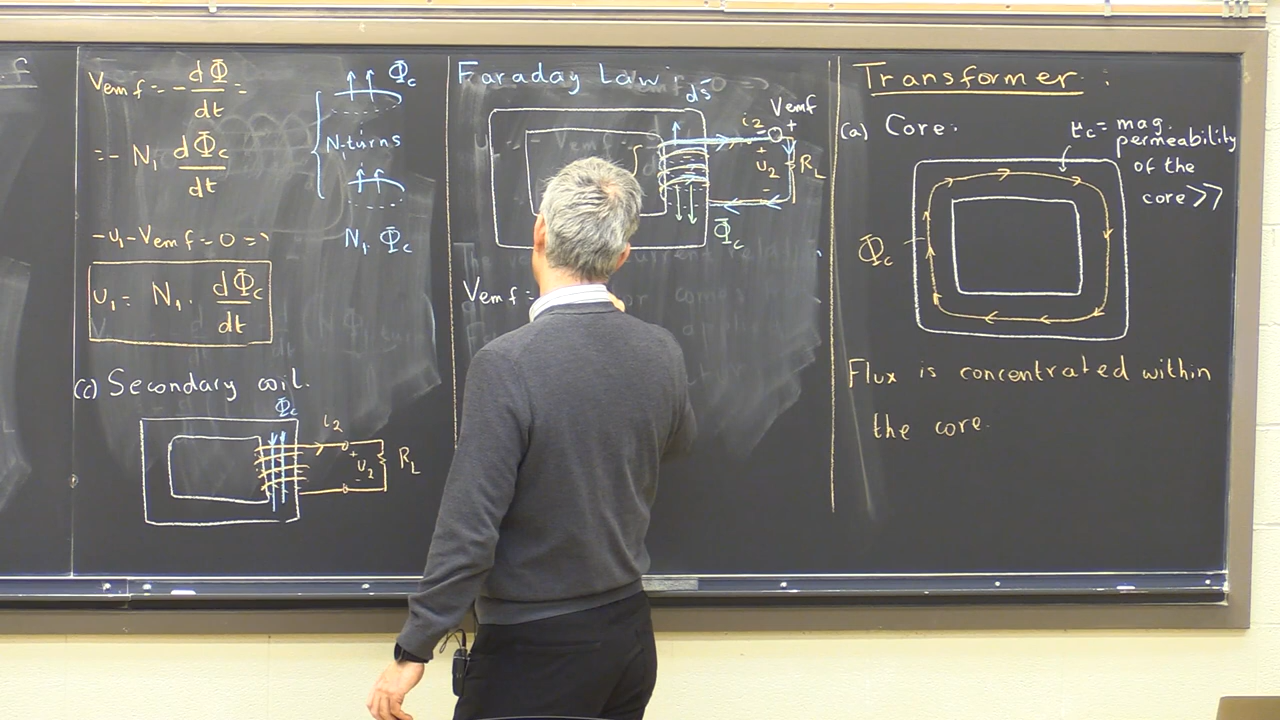 Vemf = - dΦ/dt =
= - N₁ dΦc/dt
-u₁ - Vemf = 0 =>
u₁ = N₁ · dΦc/dt
Φc
N₁-turns
N₁ · Φc
(c) Secondary coil.
Φc
i₂
+
u₂
-
R_L
Faraday Law:
ds
Vemf
i₂
- +
+
u₂
-
R_L
Φc
Vemf =
Transformer:
(a) Core:
μc = mag.
permeability
of the
core >>
Φc
Flux is concentrated within
the core.